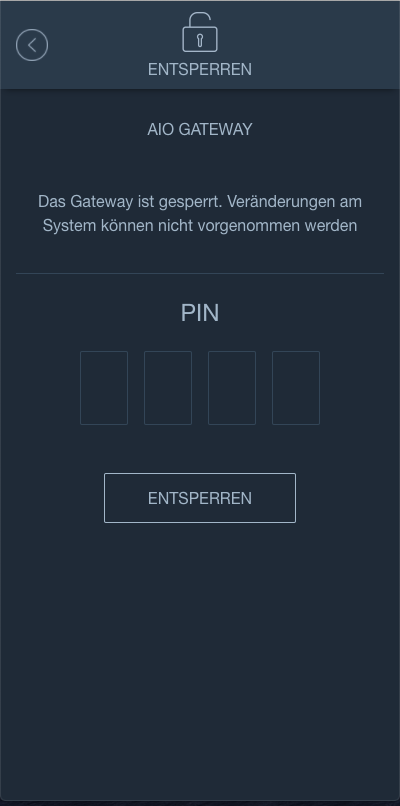 ENTSPERREN
AIO GATEWAY
Das Gateway ist gesperrt. Veränderungen am
System können nicht vorgenommen werden
PIN
ENTSPERREN